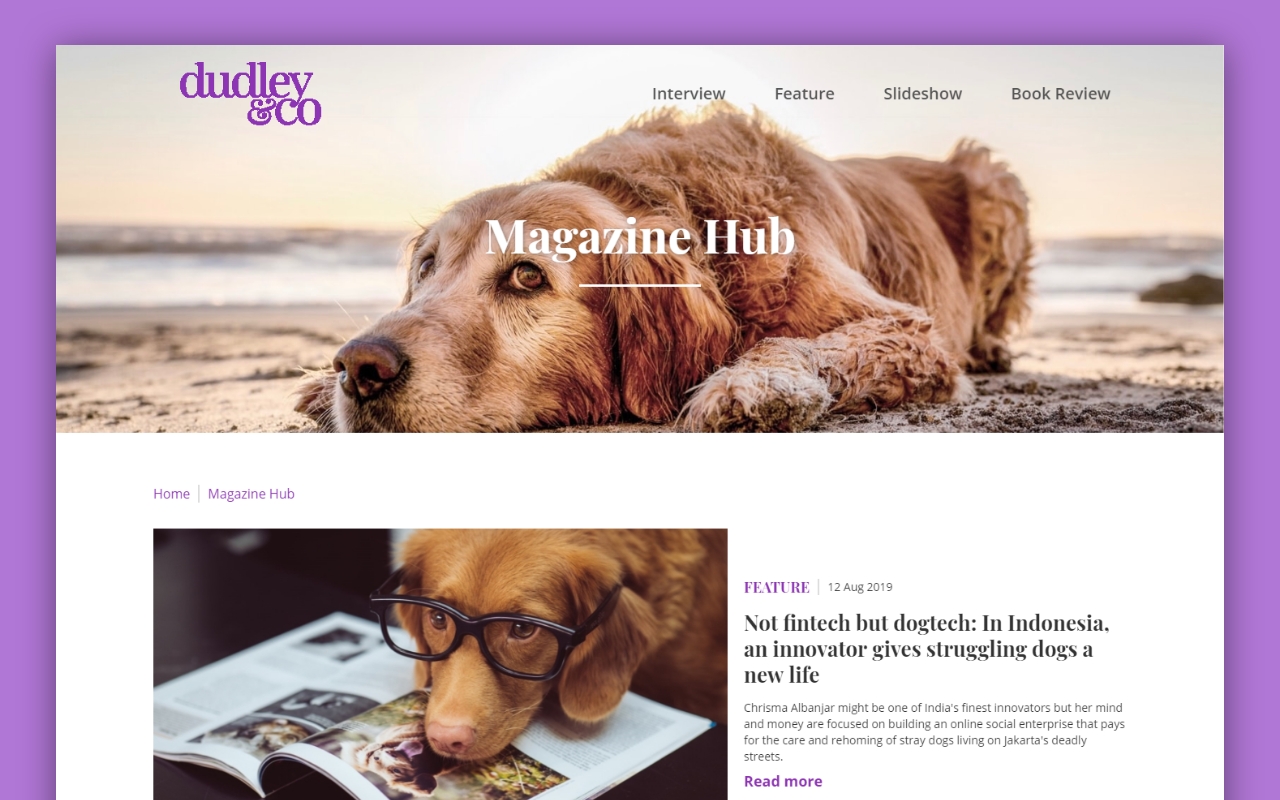 dudley
&co
Interview
Feature
Slideshow
Book Review
Magazine Hub
Home
Magazine Hub
FEATURE
12 Aug 2019
Not fintech but dogtech: In Indonesia,
an innovator gives struggling dogs a
new life
Chrisma Albanjar might be one of India's finest innovators but her mind
and money are focused on building an online social enterprise that pays
for the care and rehoming of stray dogs living on Jakarta's deadly
streets.
Read more